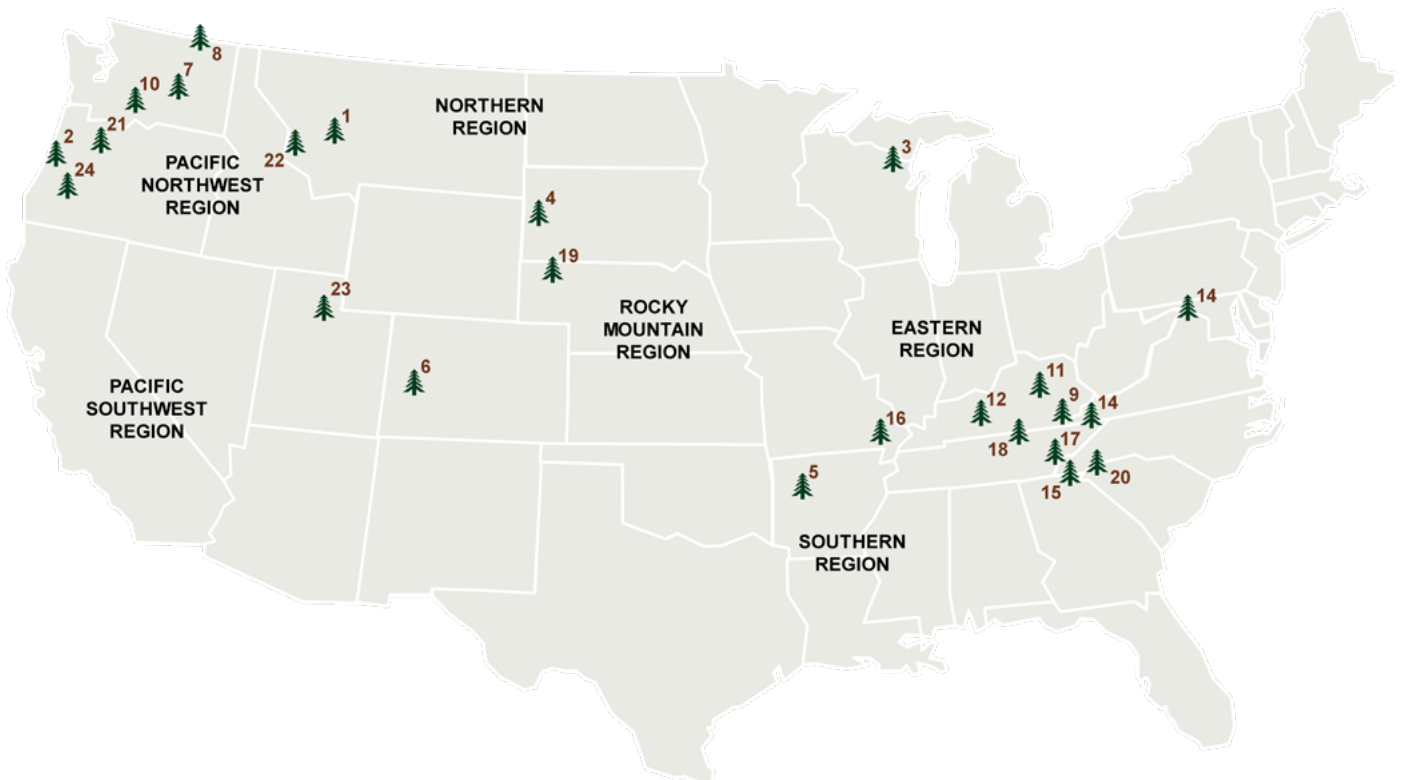 8
7
10
NORTHERN
REGION
1
21
2
22
3
PACIFIC
NORTHWEST
REGION
24
4
19
23
ROCKY
MOUNTAIN
REGION
14
EASTERN
REGION
6
PACIFIC
SOUTHWEST
REGION
11
12
9
14
16
18
17
5
15
20
SOUTHERN
REGION